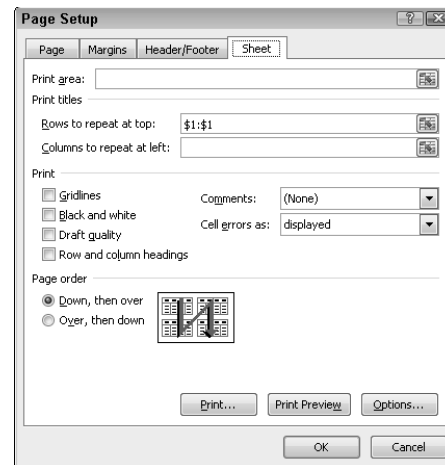 Page Setup
Page Margins Header/Footer Sheet
Print area:
Print titles
Rows to repeat at top: $1:$1
Columns to repeat at left:
Print
Gridlines Comments: (None)
Black and white Cell errors as: displayed
Draft quality
Row and column headings
Page order
Down, then over
Over, then down
Print... Print Preview Options...
OK Cancel